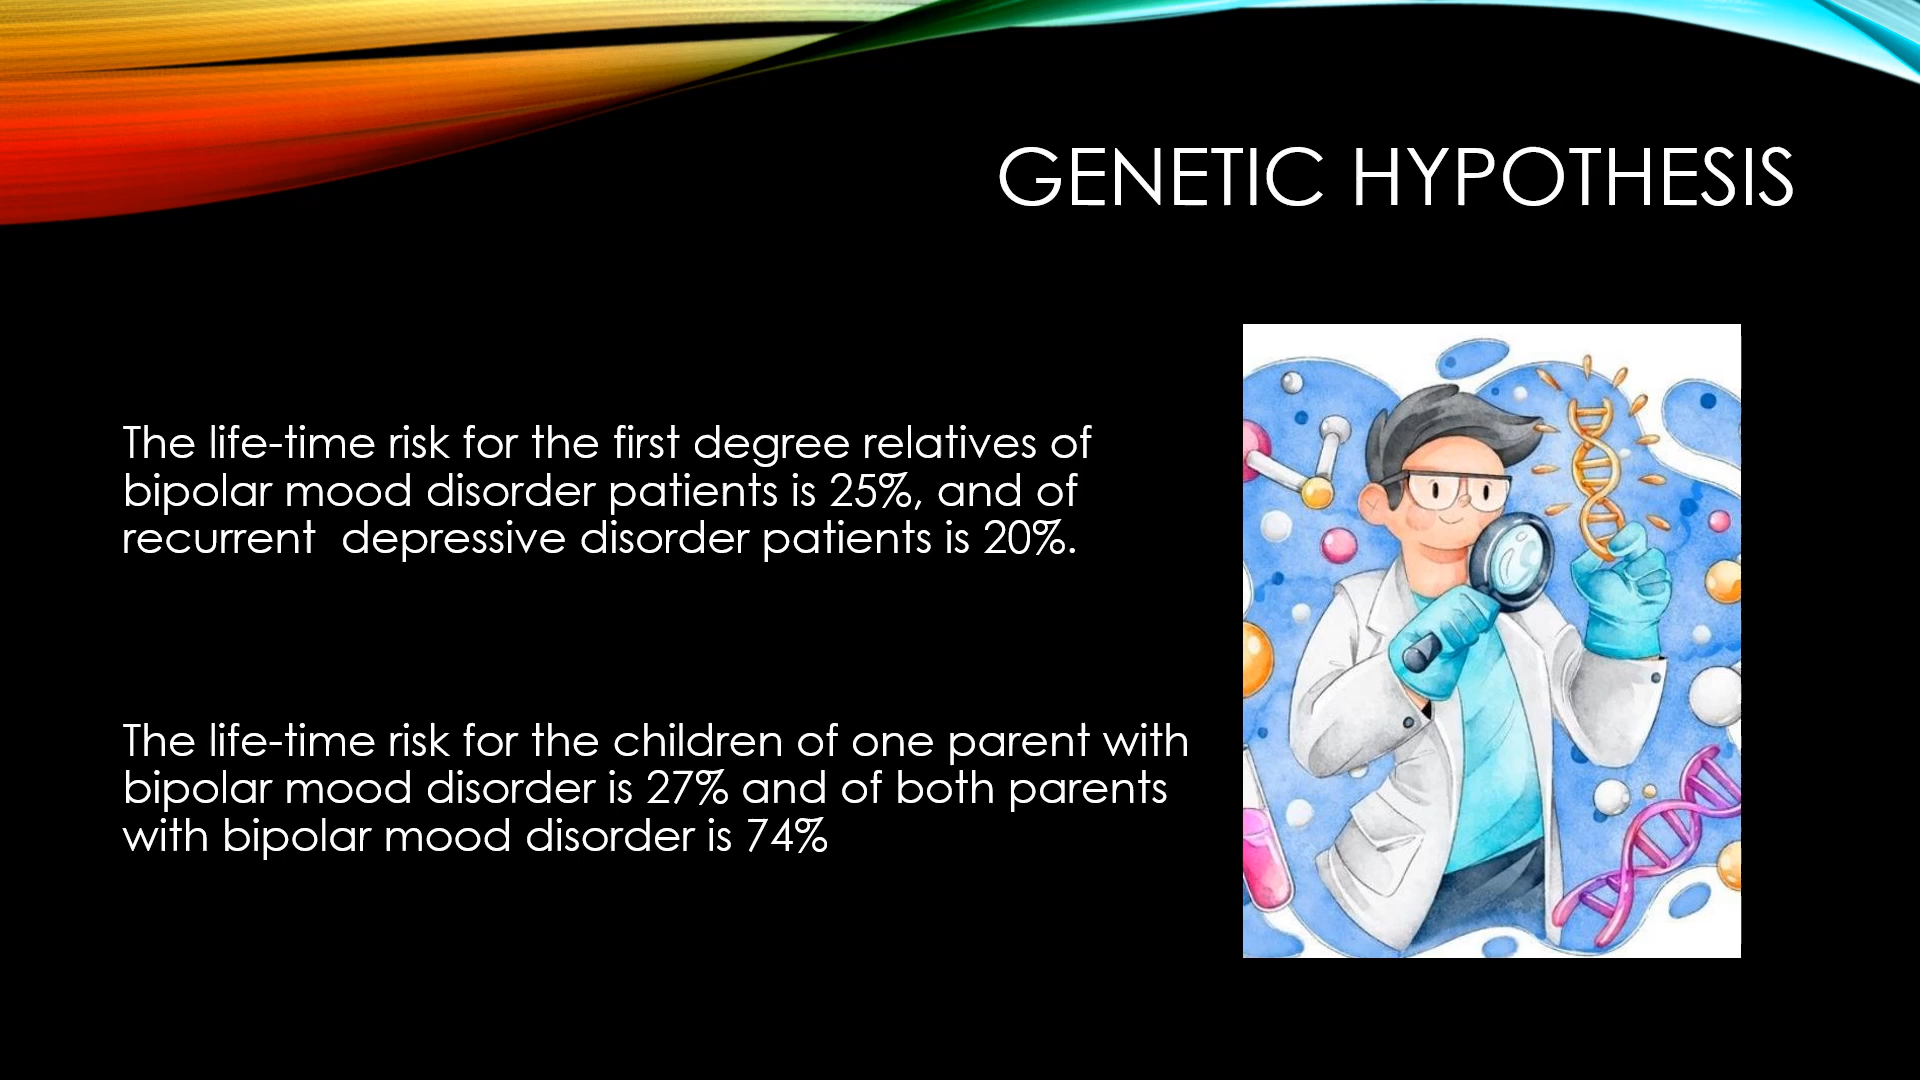 GENETIC HYPOTHESIS
The life-time risk for the first degree relatives of
bipolar mood disorder patients is 25%, and of
recurrent  depressive disorder patients is 20%.
The life-time risk for the children of one parent with
bipolar mood disorder is 27% and of both parents
with bipolar mood disorder is 74%